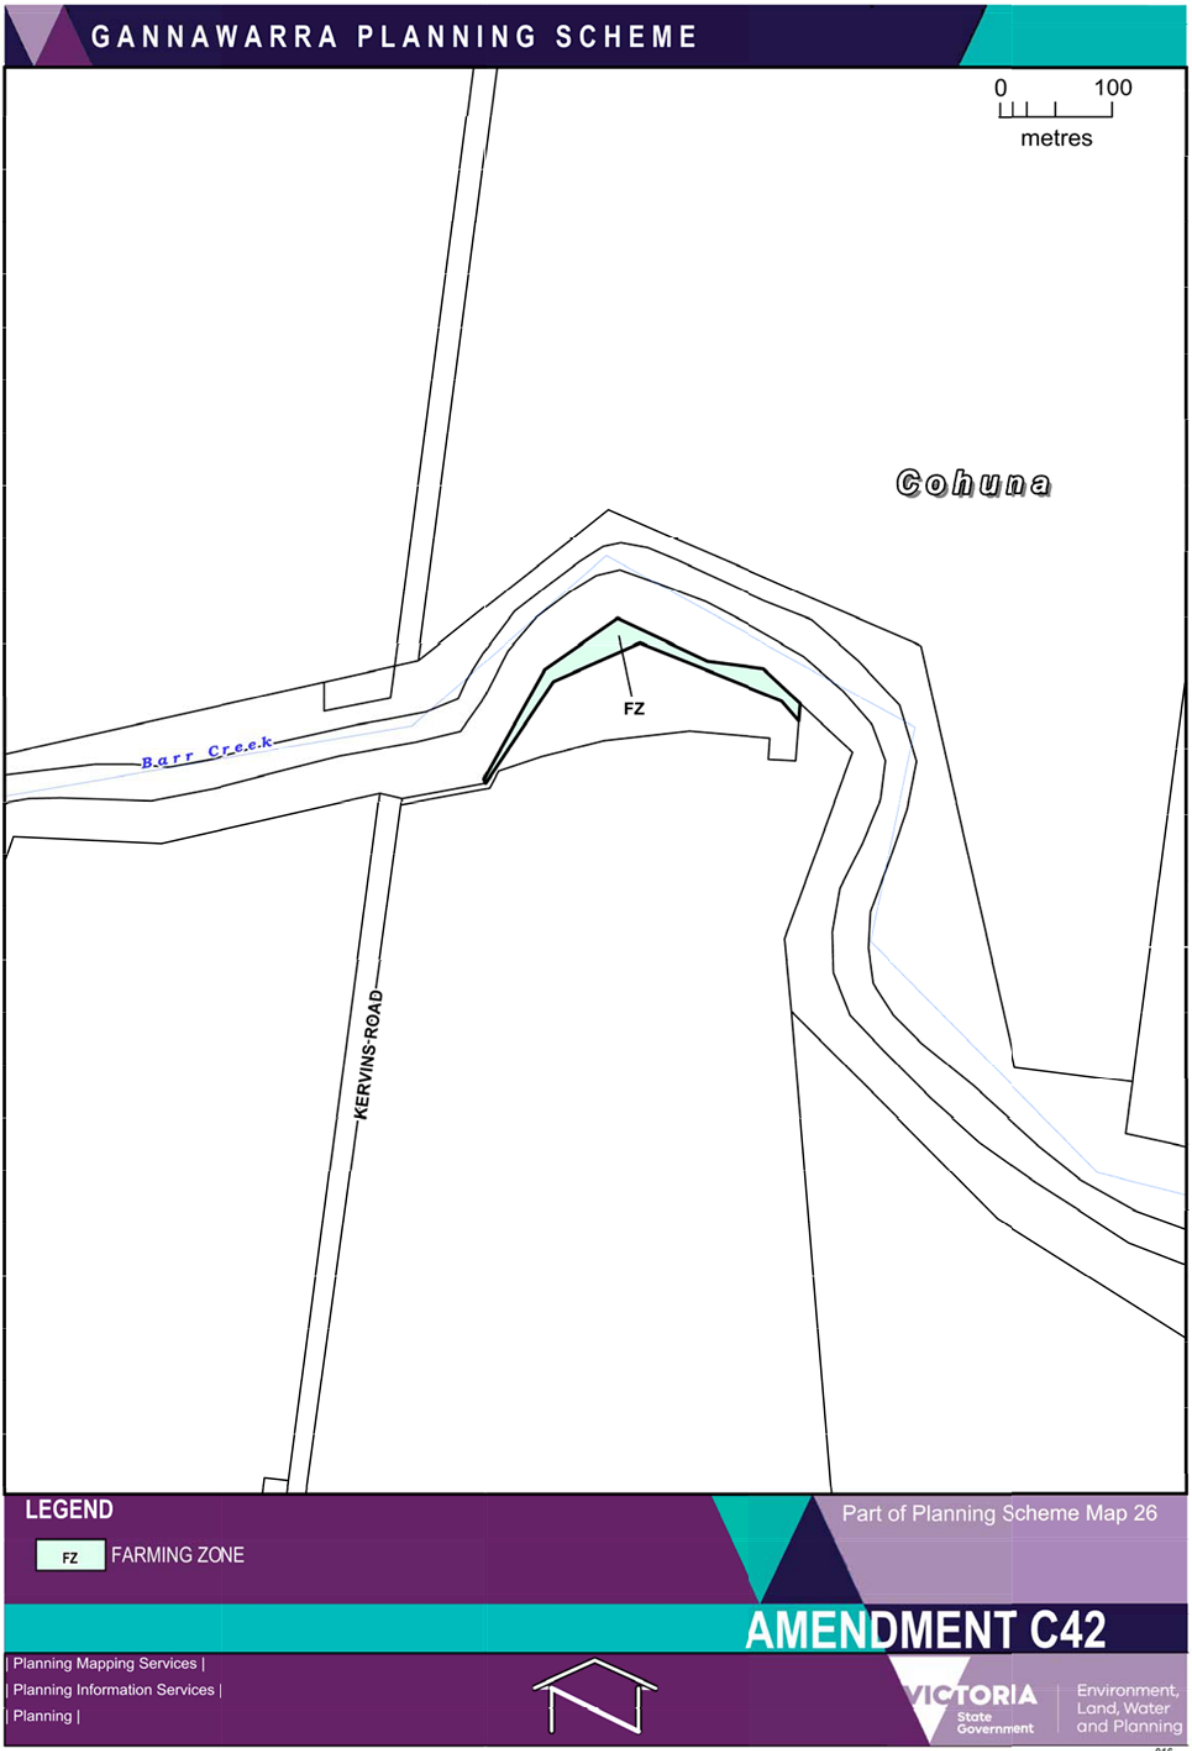 GANNAWARRA PLANNING SCHEME
0 100
metres
Cohuna
FZ
Barr Creek
KERVINS ROAD
LEGEND
FZ FARMING ZONE
Part of Planning Scheme Map 26
AMENDMENT C42
| Planning Mapping Services |
| Planning Information Services |
| Planning |
VICTORIA
State
Government
Environment,
Land, Water
and Planning